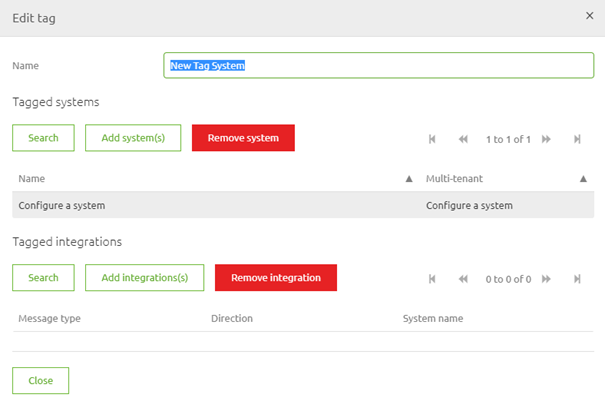 Edit tag ×
Name New Tag System
Tagged systems
Search Add system(s) Remove system 1 to 1 of 1
Name ▲ Multi-tenant ▲
Configure a system Configure a system
Tagged integrations
Search Add integrations(s) Remove integration 0 to 0 of 0
Message type Direction System name
Close